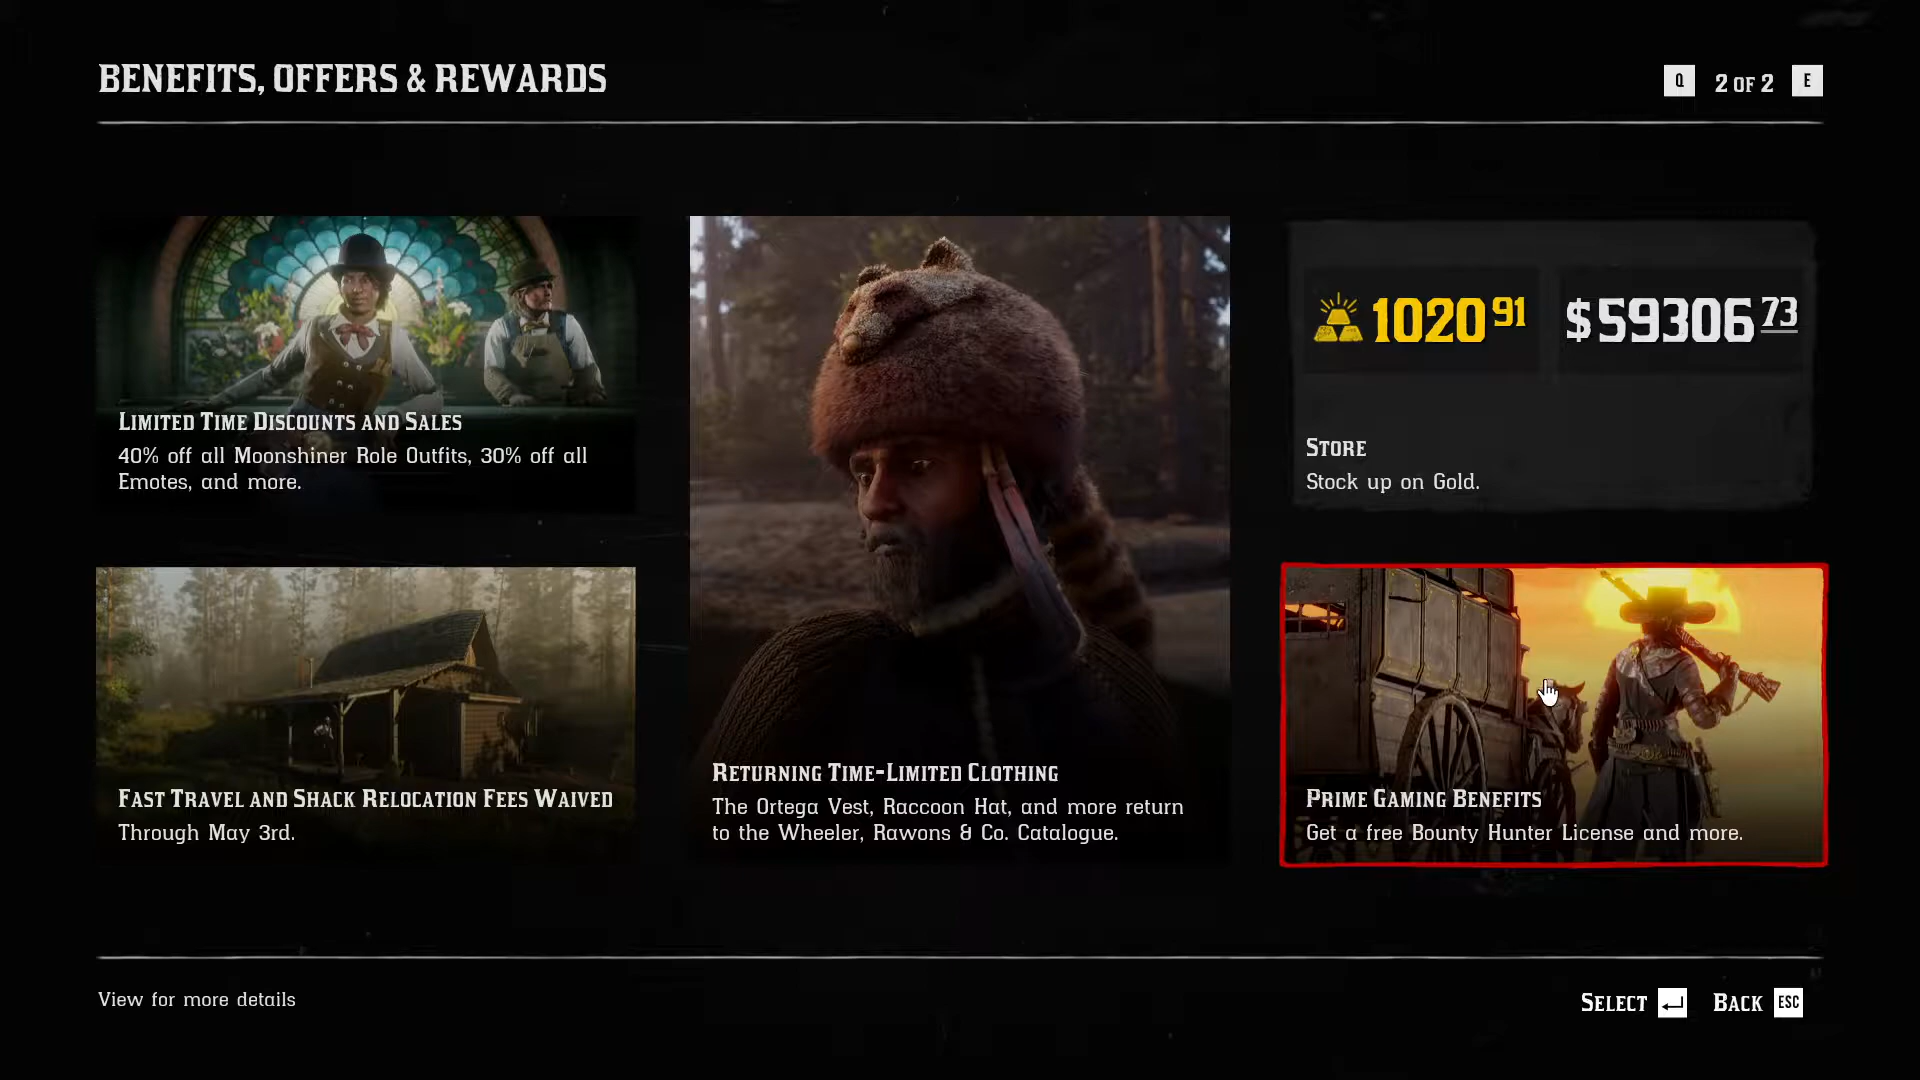 BENEFITS, OFFERS & REWARDS
Q 2 OF 2 E
LIMITED TIME DISCOUNTS AND SALES
40% off all Moonshiner Role Outfits, 30% off all
Emotes, and more.
FAST TRAVEL AND SHACK RELOCATION FEES WAIVED
Through May 3rd.
RETURNING TIME-LIMITED CLOTHING
The Ortega Vest, Raccoon Hat, and more return
to the Wheeler, Rawons & Co. Catalogue.
1020 91 $59306 73
STORE
Stock up on Gold.
PRIME GAMING BENEFITS
Get a free Bounty Hunter License and more.
View for more details
SELECT BACK ESC